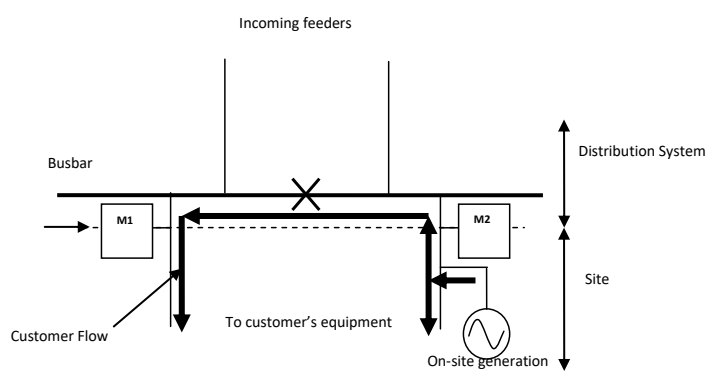 Incoming feeders
Distribution System
Busbar
M1
M2
Site
Customer Flow
To customer’s equipment
On-site generation